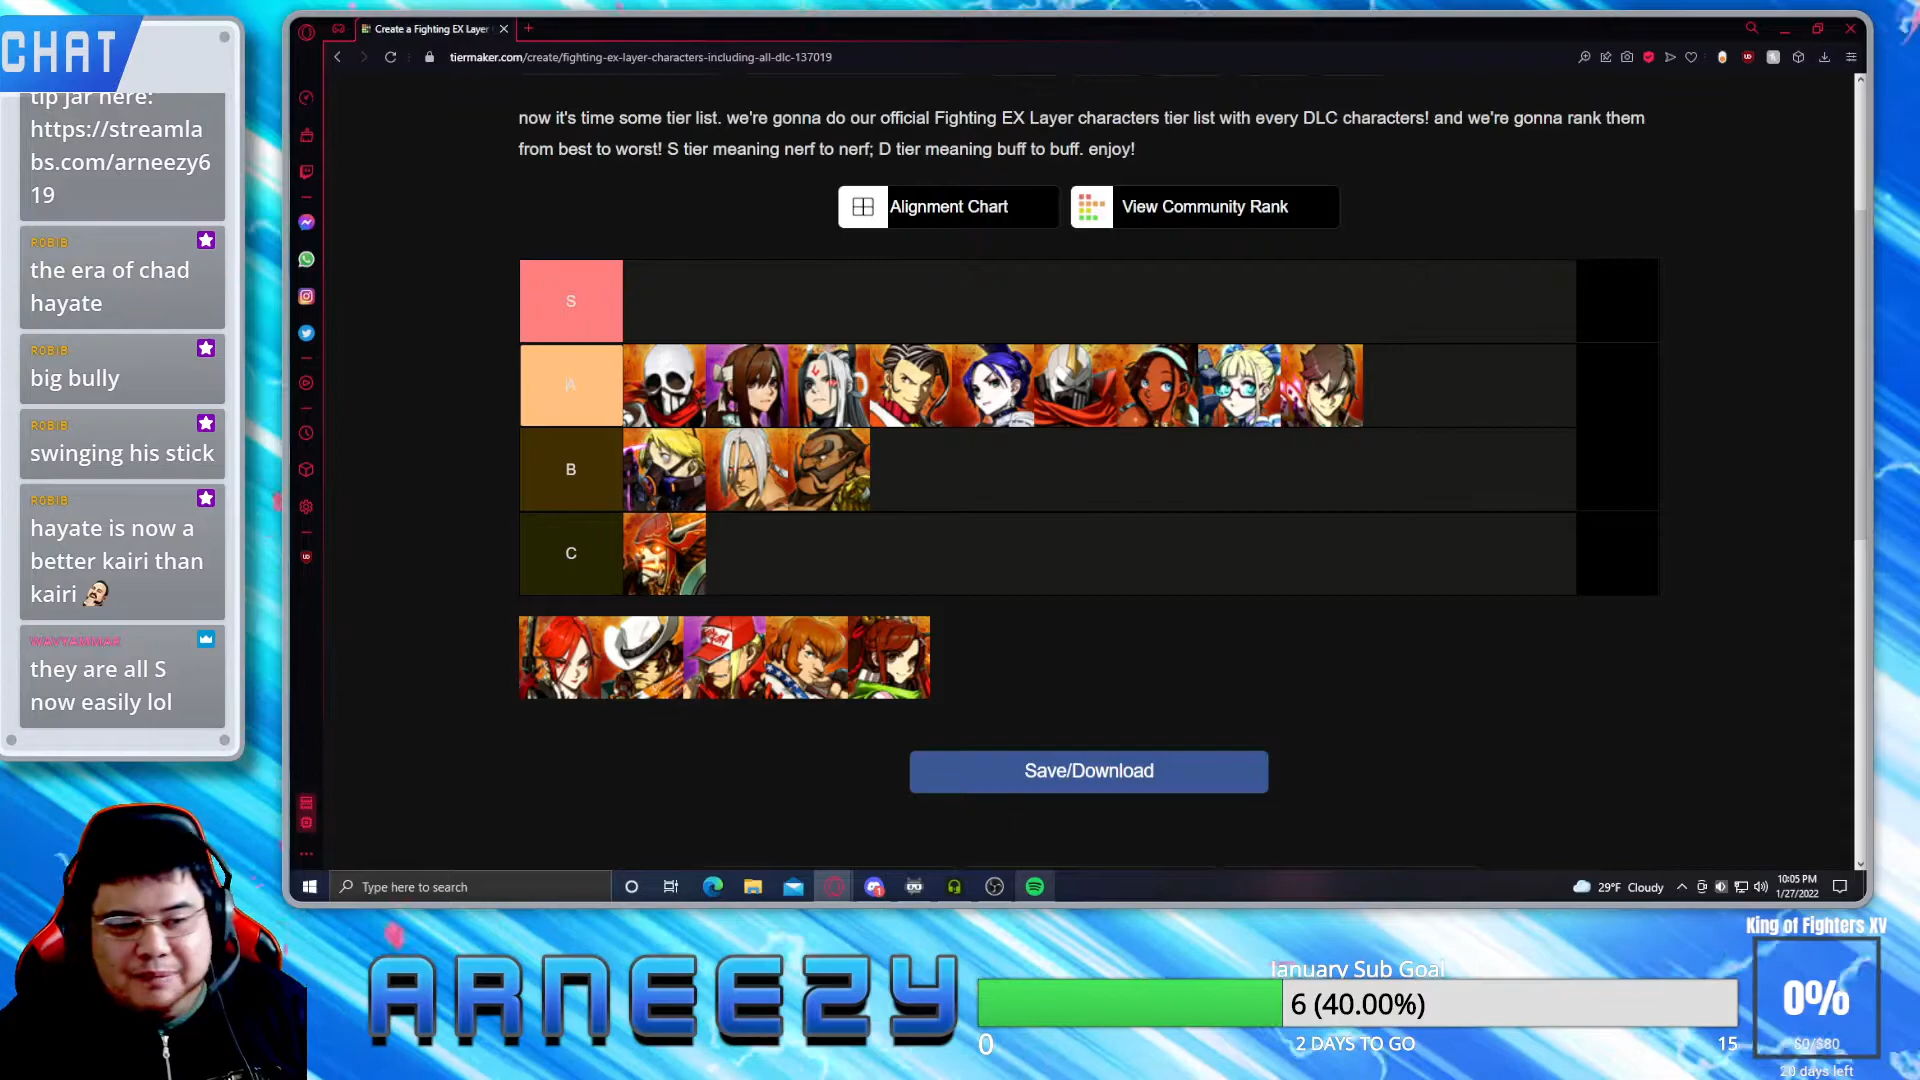 CHAT
tip jar here:
https://streamla
bs.com/arneezy6
19
ROBIB
the era of chad
hayate
ROBIB
big bully
ROBIB
swinging his stick
ROBIB
hayate is now a
better kairi than
kairi
they are all S
now easily lol
Create a Fighting EX Layer
tiermaker.com/create/fighting-ex-layer-characters-including-all-dlc-137019
now it's time some tier list. we're gonna do our official Fighting EX Layer characters tier list with every DLC characters! and we're gonna rank them
from best to worst! S tier meaning nerf to nerf; D tier meaning buff to buff. enjoy!
Alignment Chart
View Community Rank
S
A
B
C
Save/Download
Type here to search
29°F Cloudy
10:05 PM
1/27/2022
ARNEEZY
January Sub Goal
6 (40.00%)
0
2 DAYS TO GO
15
King of Fighters XV
0%
$0/$80
20 days left